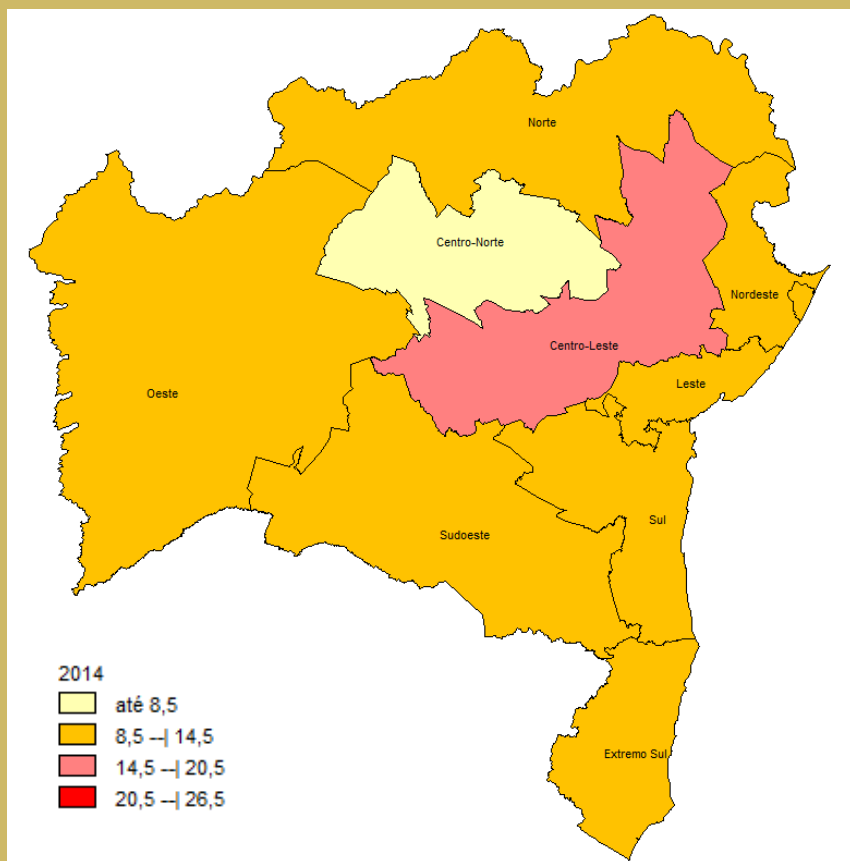 Norte
Centro-Norte
Nordeste
Centro-Leste
Leste
Oeste
Sul
Sudoeste
Extremo Sul
2014
até 8,5
8,5 --| 14,5
14,5 --| 20,5
20,5 --| 26,5